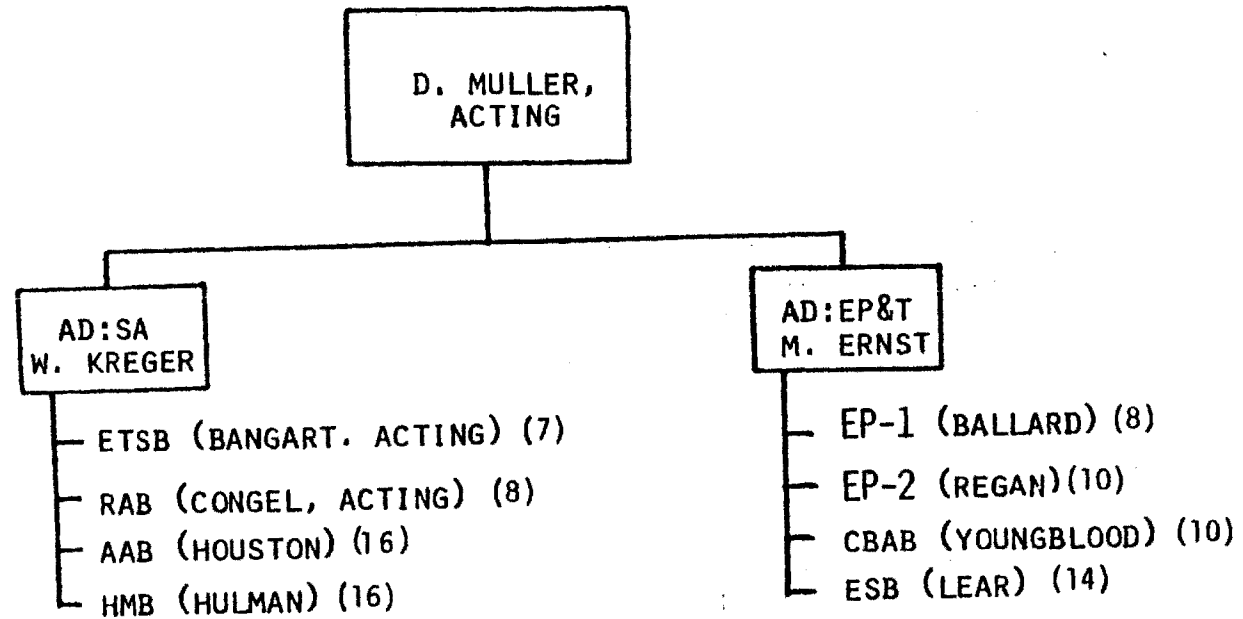 D. MULLER,
ACTING
AD:SA
W. KREGER
ETSB (BANGART. ACTING) (7)
RAB (CONGEL, ACTING) (8)
AAB (HOUSTON) (16)
HMB (HULMAN) (16)
AD:EP&T
M. ERNST
EP-1 (BALLARD) (8)
EP-2 (REGAN)(10)
CBAB (YOUNGBLOOD) (10)
ESB (LEAR) (14)